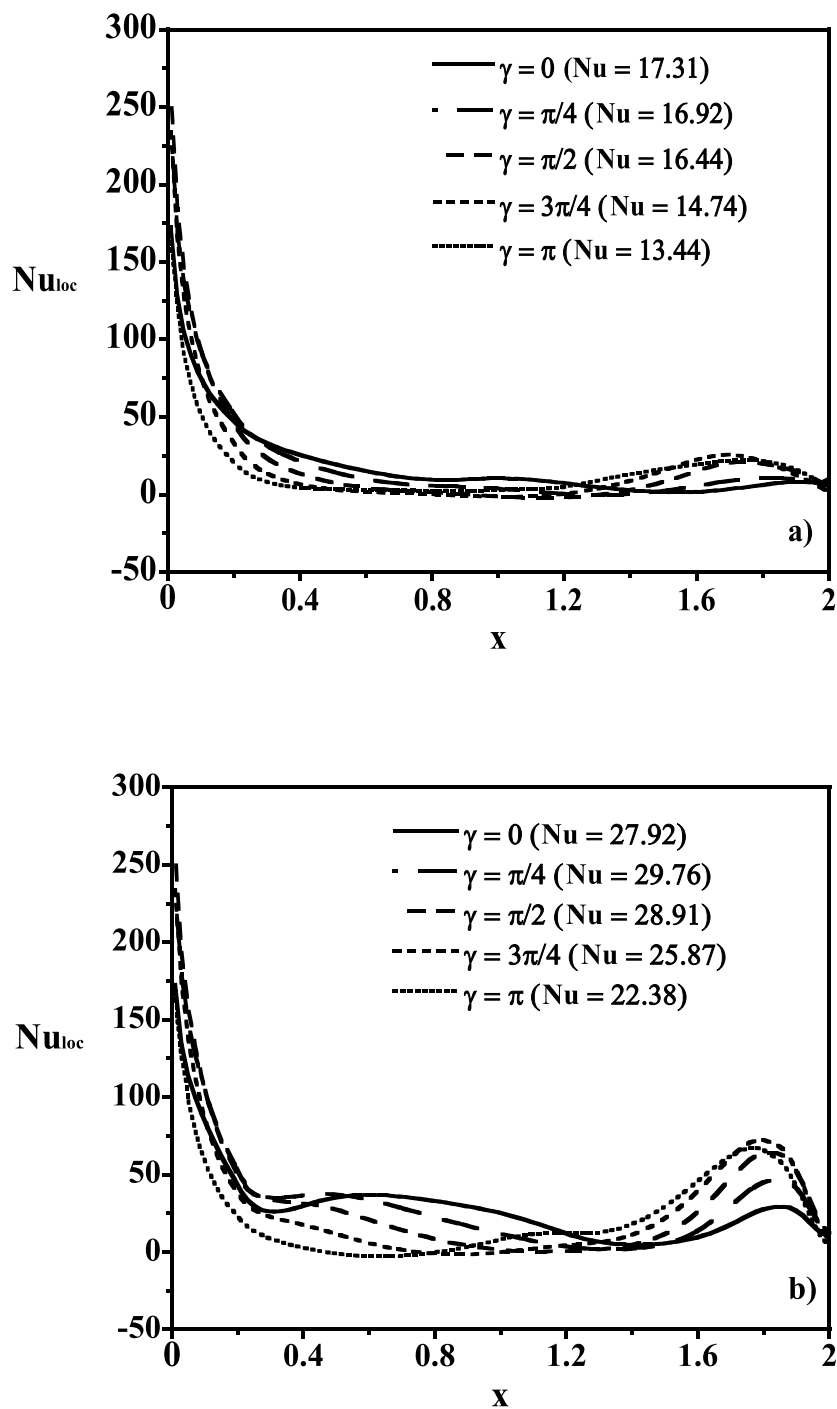 300
250
200
150
100
50
0
-50
Nuloc
γ = 0 (Nu = 17.31)
γ = π/4 (Nu = 16.92)
γ = π/2 (Nu = 16.44)
γ = 3π/4 (Nu = 14.74)
γ = π (Nu = 13.44)
a)
0 0.4 0.8 1.2 1.6 2
x
300
250
200
150
100
50
0
-50
Nuloc
γ = 0 (Nu = 27.92)
γ = π/4 (Nu = 29.76)
γ = π/2 (Nu = 28.91)
γ = 3π/4 (Nu = 25.87)
γ = π (Nu = 22.38)
b)
0 0.4 0.8 1.2 1.6 2
x